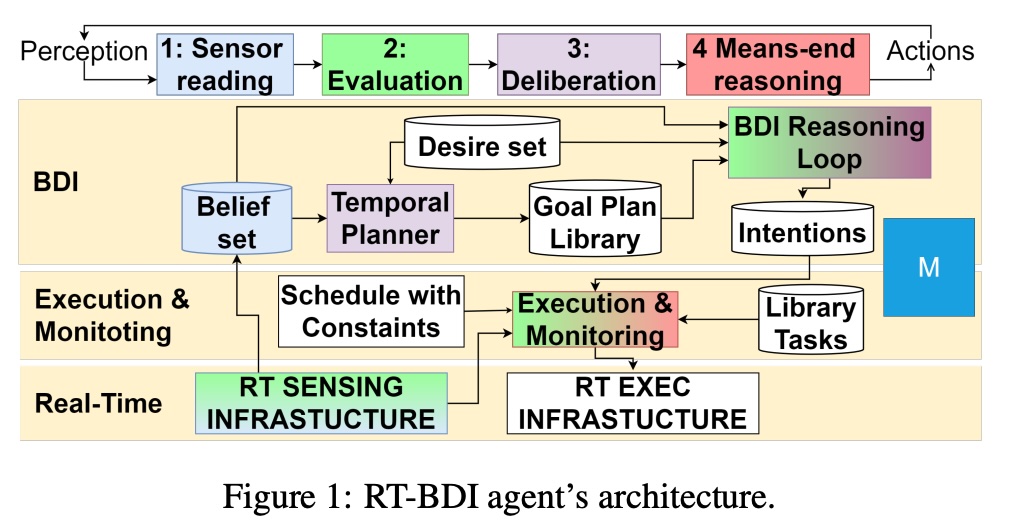 Perception
1: Sensor
reading
2:
Evaluation
3:
Deliberation
4 Means-end
reasoning
Actions
BDI
Desire set
BDI Reasoning
Loop
Belief
set
Temporal
Planner
Goal Plan
Library
Intentions
M
Execution &
Monitoting
Schedule with
Constaints
Execution &
Monitoring
Library
Tasks
Real-Time
RT SENSING
INFRASTUCTURE
RT EXEC
INFRASTUCTURE
Figure 1: RT-BDI agent's architecture.